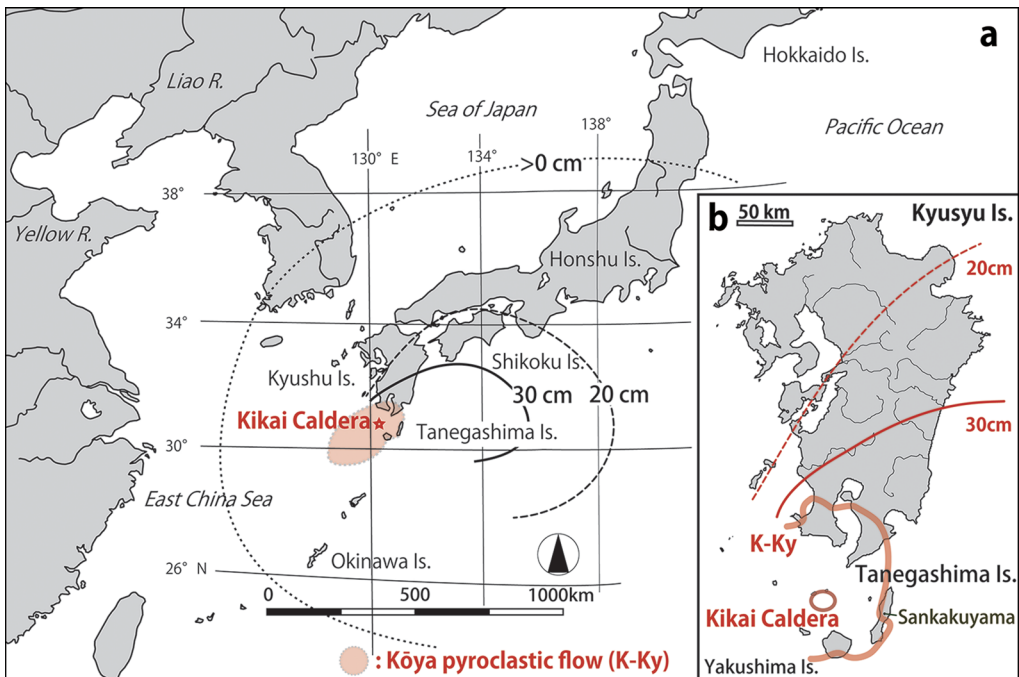 a
Hokkaido Is.
Liao R.
Sea of Japan
Pacific Ocean
138°
130° E
134°
>0 cm
38°
Yellow R.
Honshu Is.
34°
Shikoku Is.
Kyushu Is.
30 cm
20 cm
Kikai Caldera
Tanegashima Is.
30°
East China Sea
Okinawa Is.
26° N
0
500
1000km
: Kōya pyroclastic flow (K-Ky)
b
50 km
Kyusyu Is.
20cm
30cm
K-Ky
Tanegashima Is.
Kikai Caldera
Sankakuyama
Yakushima Is.